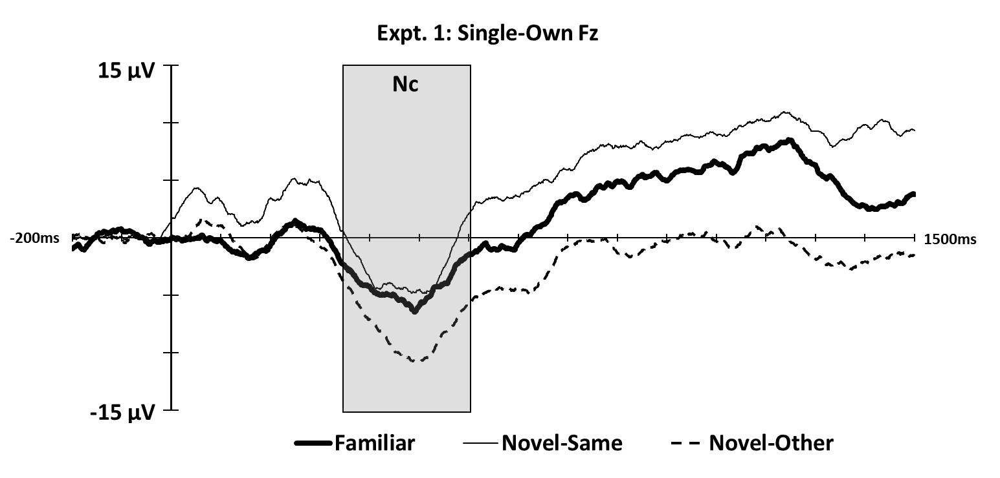 Expt. 1: Single-Own Fz
15 µV
Nc
-200ms
1500ms
-15 µV
Familiar
Novel-Same
Novel-Other